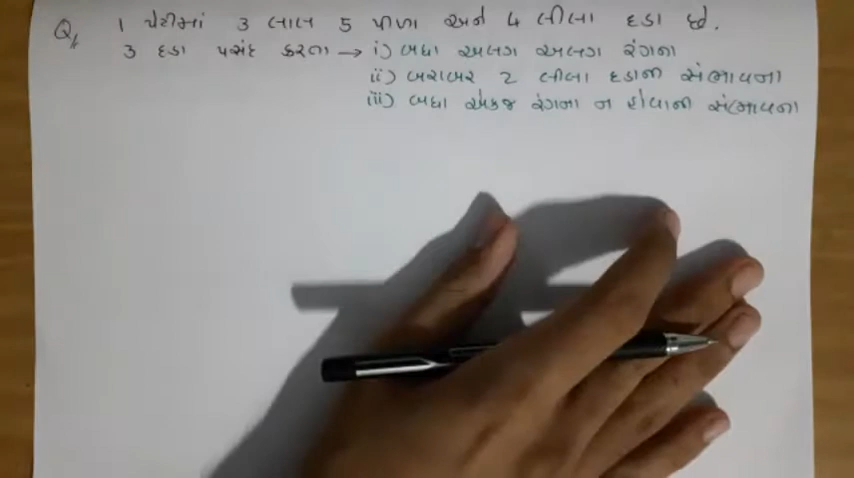 Q. 1 પેટીમાં 3 લાલ 5 પીળા અને 4 લીલા દડા છે.
3 દડા પસંદ કરતા → i) બધા અલગ અલગ રંગના
ii) બરાબર 2 લીલા દડાની સંભાવના
iii) બધા એકજ રંગના ન હોવાની સંભાવના